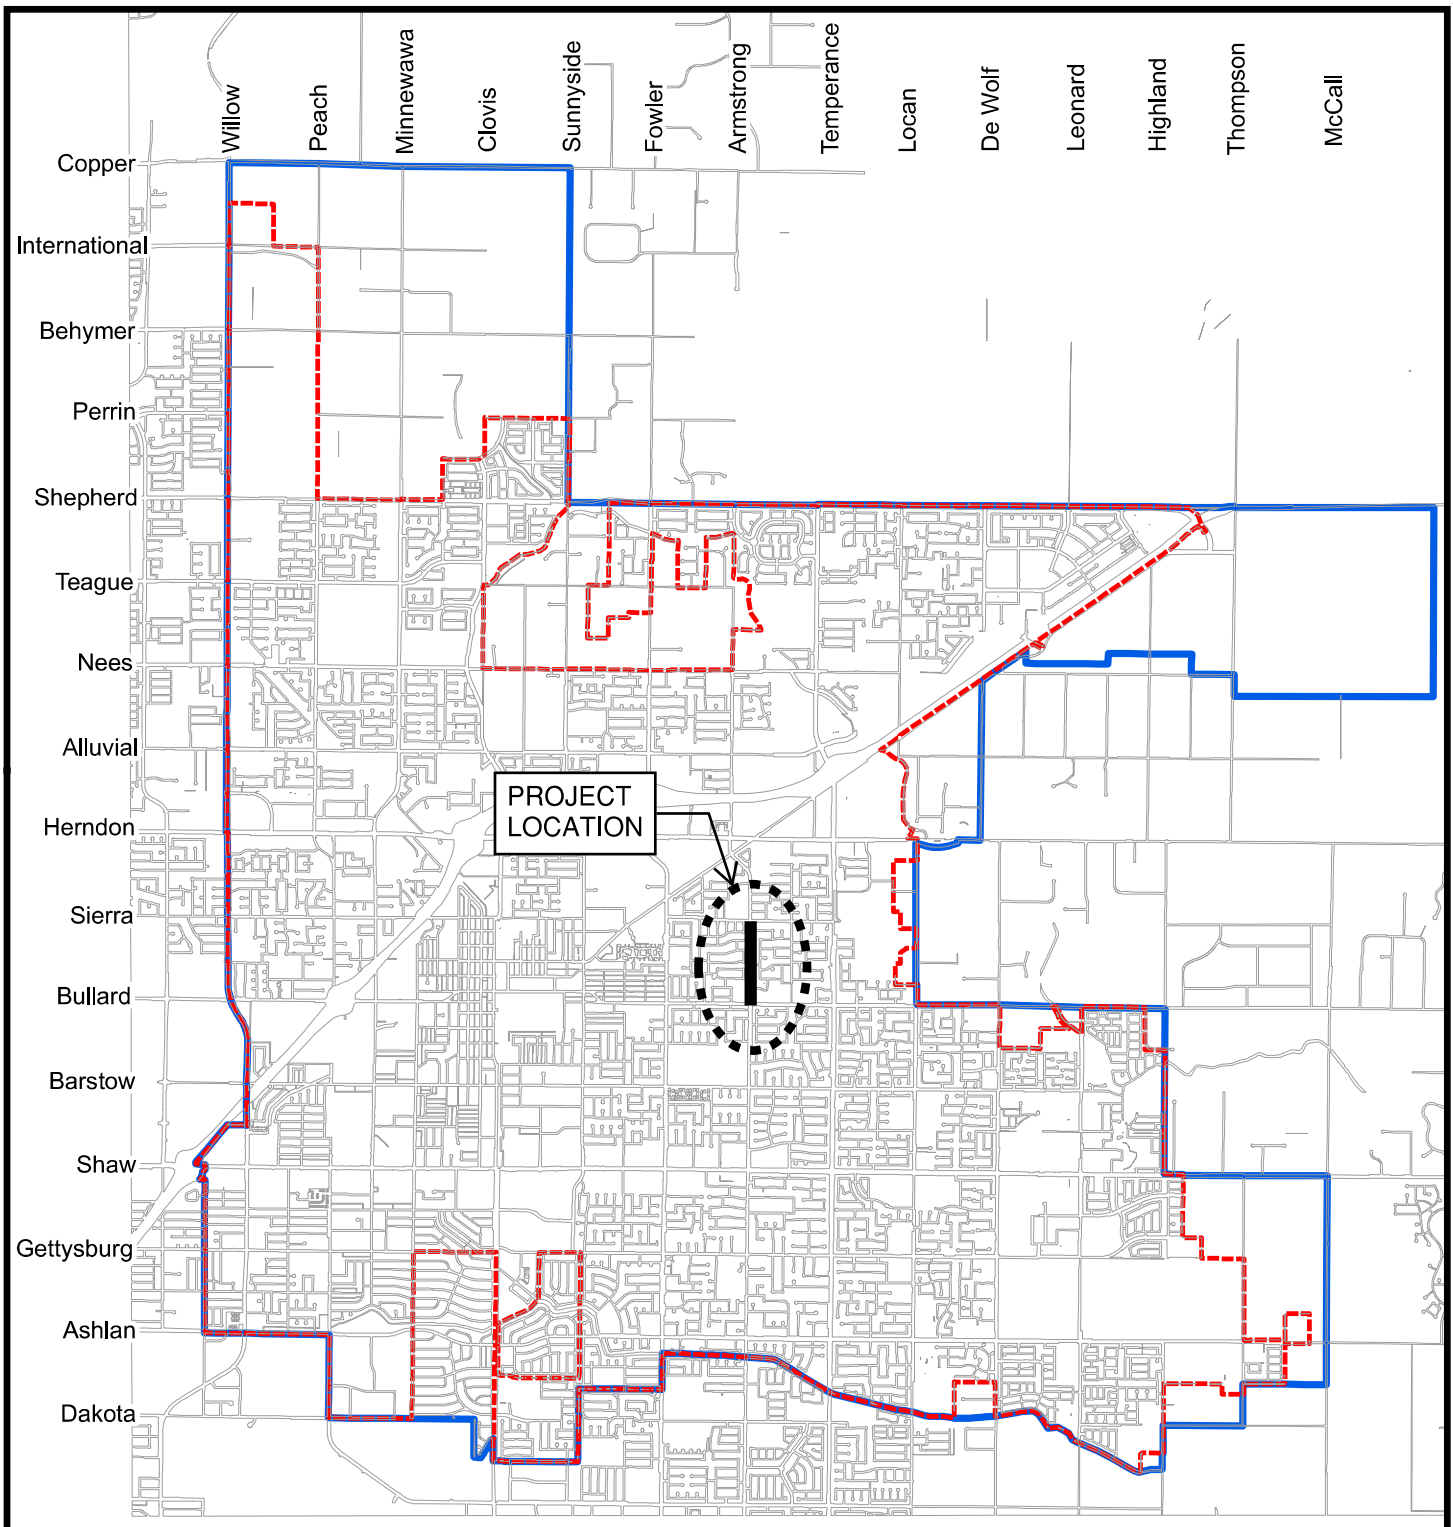 Willow
Peach
Minnewawa
Clovis
Sunnyside
Fowler
Armstrong
Temperance
Locan
De Wolf
Leonard
Highland
Thompson
McCall
Copper
International
Behymer
Perrin
Shepherd
Teague
Nees
Alluvial
Herndon
Sierra
Bullard
Barstow
Shaw
Gettysburg
Ashlan
Dakota
PROJECT
LOCATION